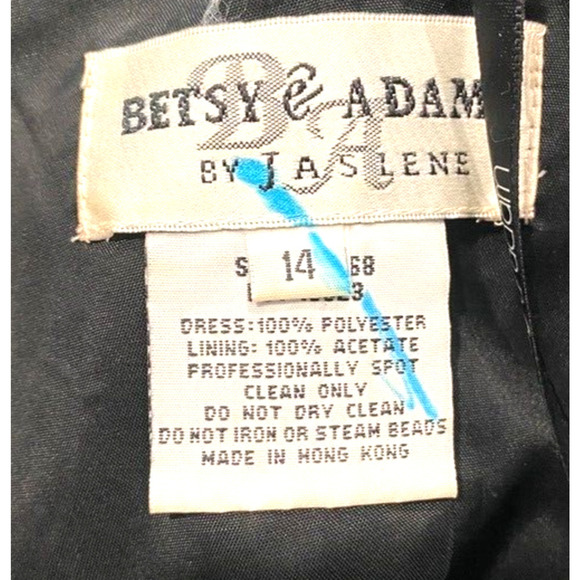 BETSY & ADAM
BY JASLENE
14
DRESS: 100% POLYESTER
LINING: 100% ACETATE
PROFESSIONALLY SPOT
CLEAN ONLY
DO NOT DRY CLEAN
DO NOT IRON OR STEAM BEADS
MADE IN HONG KONG